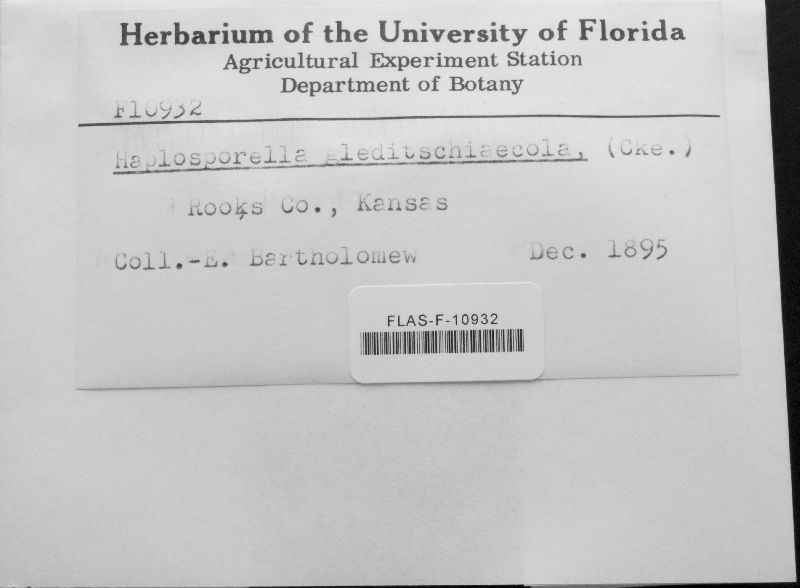 Herbarium of the University of Florida
Agricultural Experiment Station
Department of Botany
F10932
Haplosporella gleditschiaecola, (Cke.)
Rooks Co., Kansas
Coll.-E. Bartholomew Dec. 1895
FLAS-F-10932